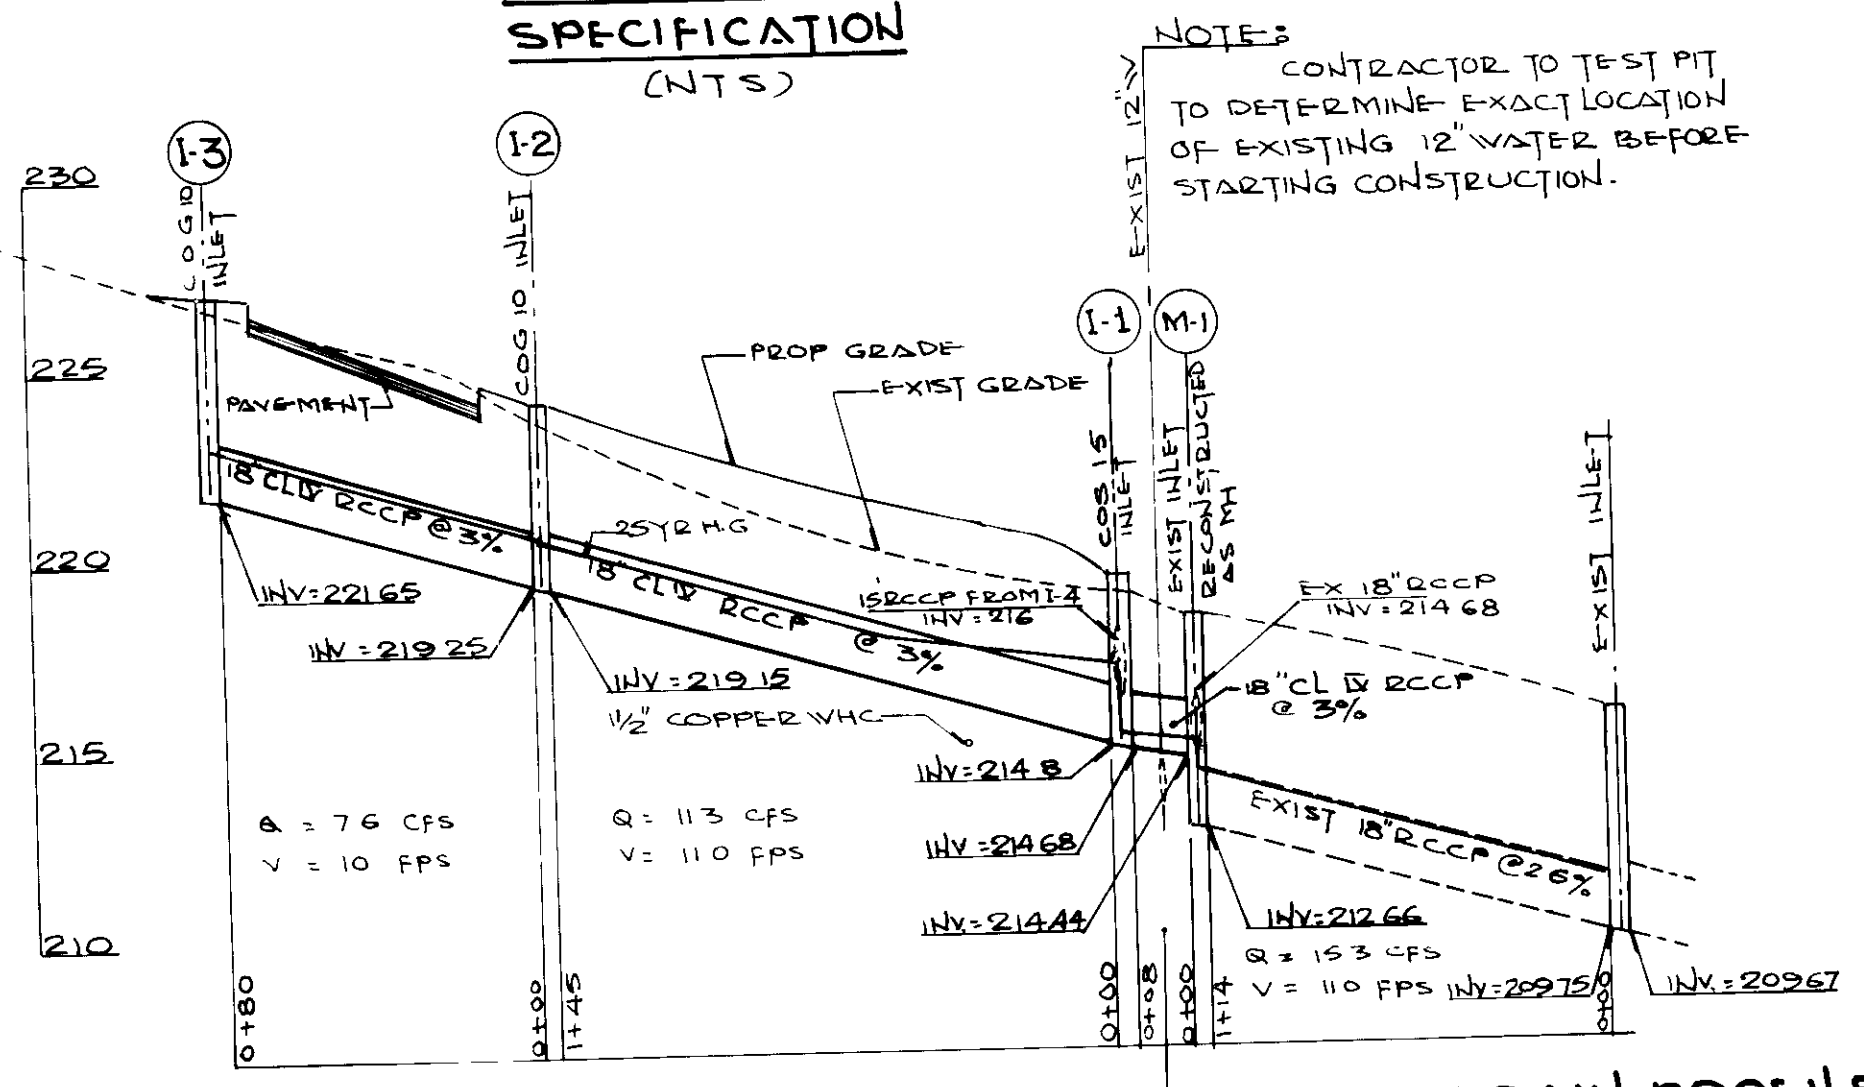 SPECIFICATION
(NTS)
NOTE:
CONTRACTOR TO TEST PIT
TO DETERMINE EXACT LOCATION
OF EXISTING 12" WATER BEFORE
STARTING CONSTRUCTION.
EXIST 12" W
I-3
I-2
I-1
M-1
230
225
220
215
210
COG 10
INLET
COG 10 INLET
COS 15
INLET
EXIST INLET
RECONSTRUCTED
AS MH
EXIST INLET
PROP GRADE
EXIST GRADE
PAVEMENT
18" CL IV RCCP @ 3%
25 YR H.G
18" CL IV RCCP @ 3%
15 RCCP FROM I-4
INV = 216
EX 18" RCCP
INV = 214 68
INV = 221 65
INV = 219 25
INV = 219 15
1 1/2" COPPER WHC
18" CL IV RCCP
@ 3%
INV = 214 8
INV = 214 68
INV. = 214.44
EXIST 18" RCCP @ 2 6%
INV = 212 66
INV = 209 75
INV. = 209 67
Q = 7 6 CFS
V = 10 FPS
Q = 11 3 CFS
V = 11 0 FPS
Q = 15 3 CFS
V = 11 0 FPS
0+80
0+00
1+45
0+00
0+08
0+00
1+14
0+00